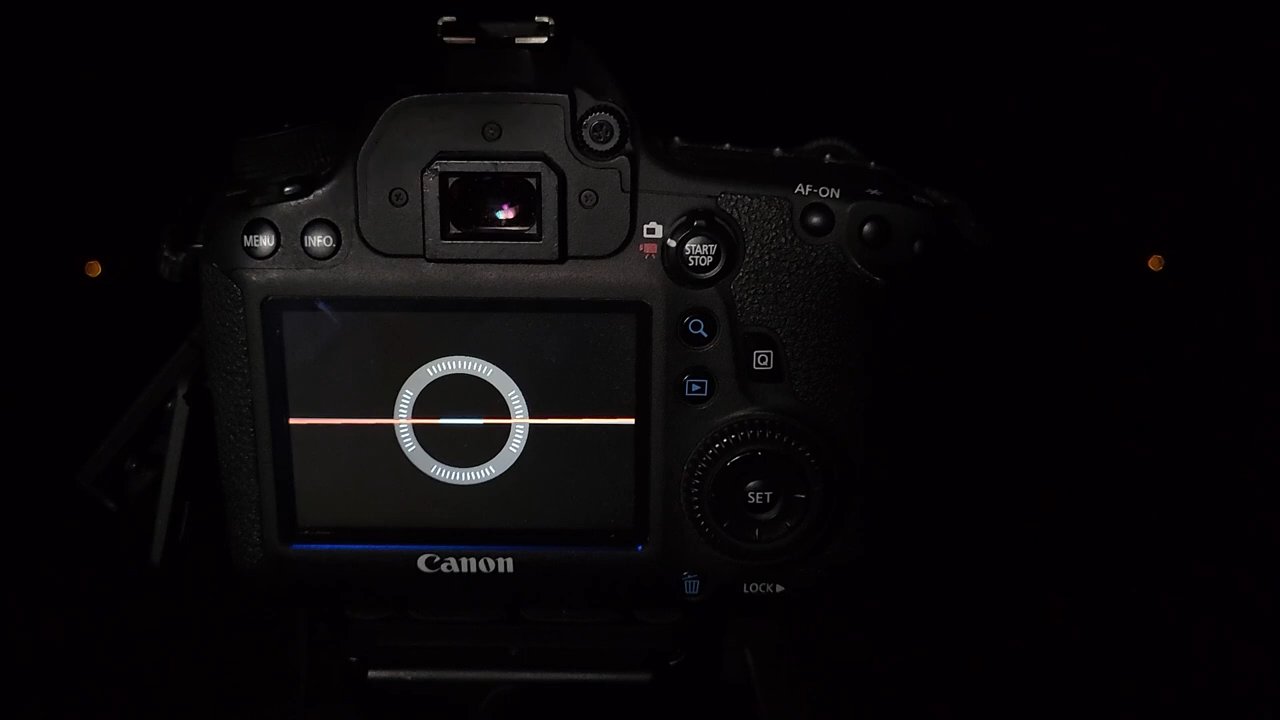 AF-ON
MENU
INFO.
START/
STOP
Q
SET
Canon
LOCK